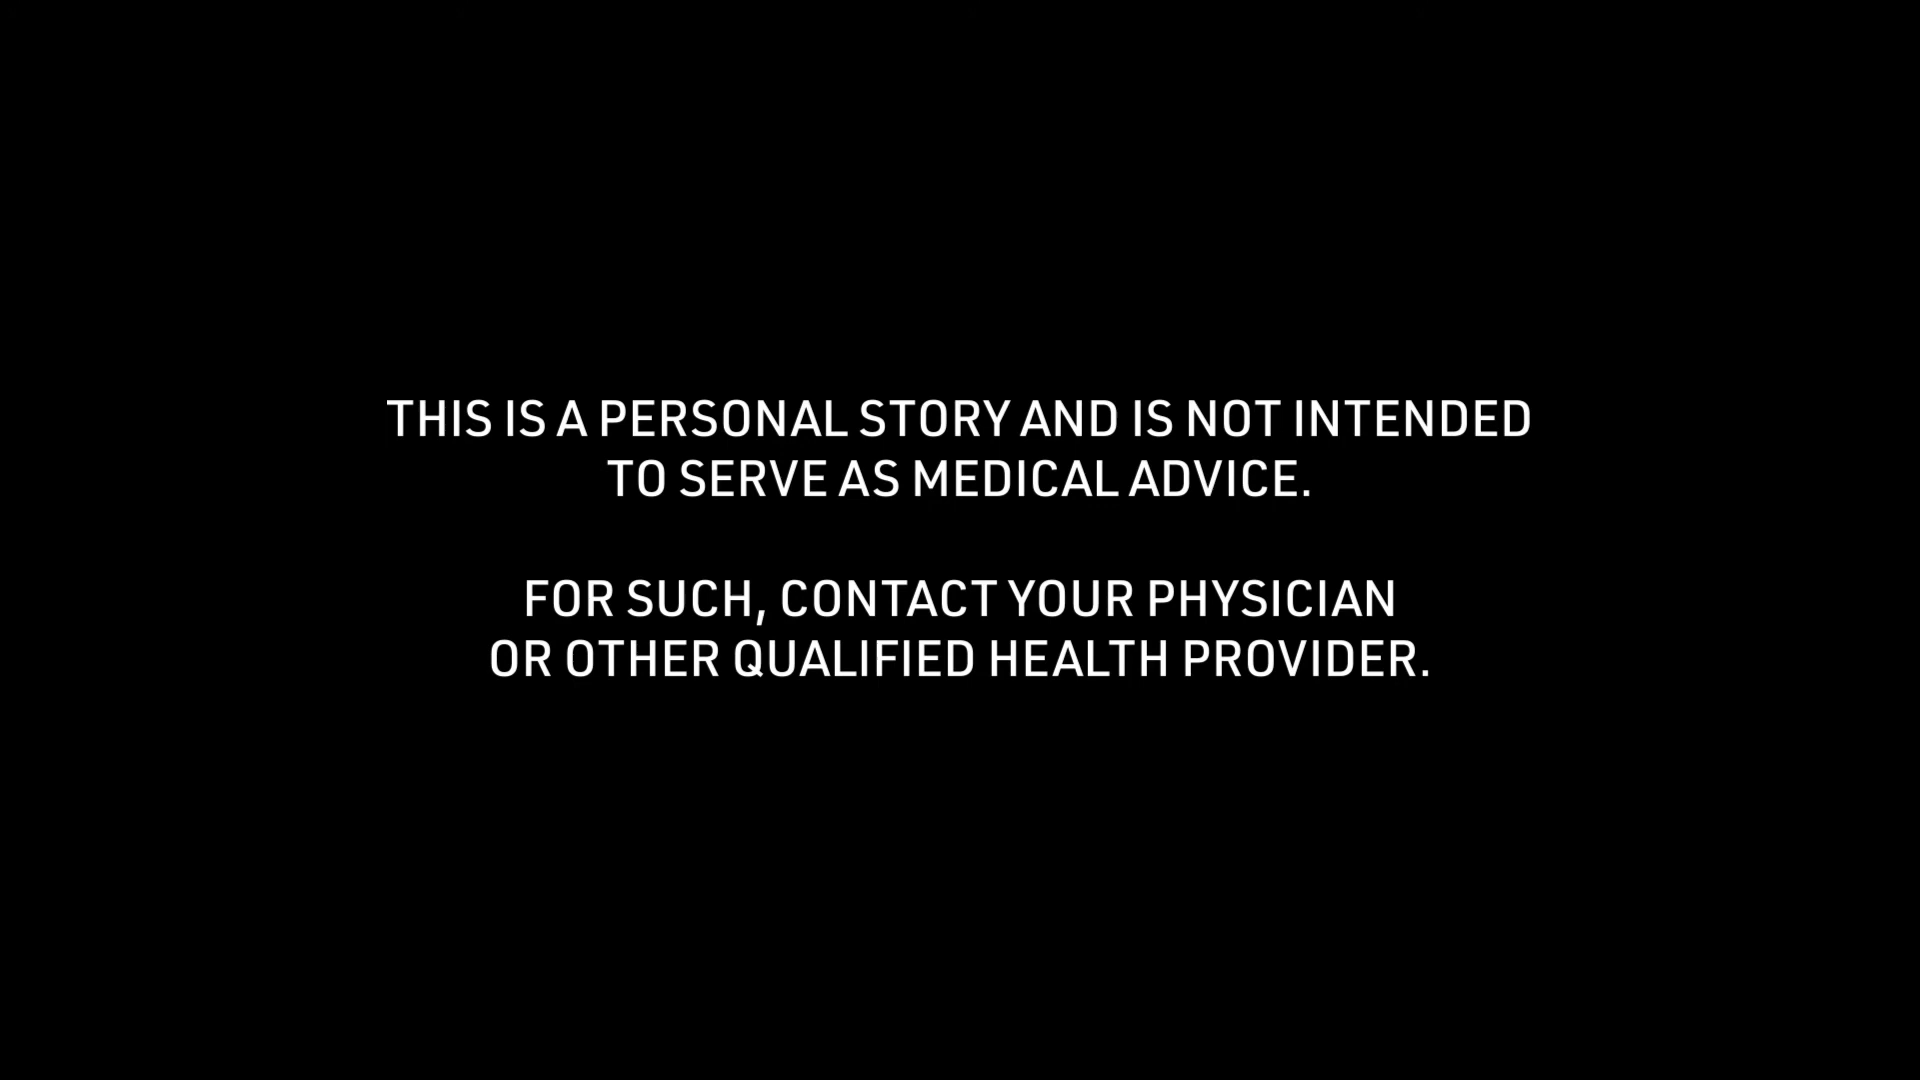 THIS IS A PERSONAL STORY AND IS NOT INTENDED
TO SERVE AS MEDICAL ADVICE.
FOR SUCH, CONTACT YOUR PHYSICIAN
OR OTHER QUALIFIED HEALTH PROVIDER.